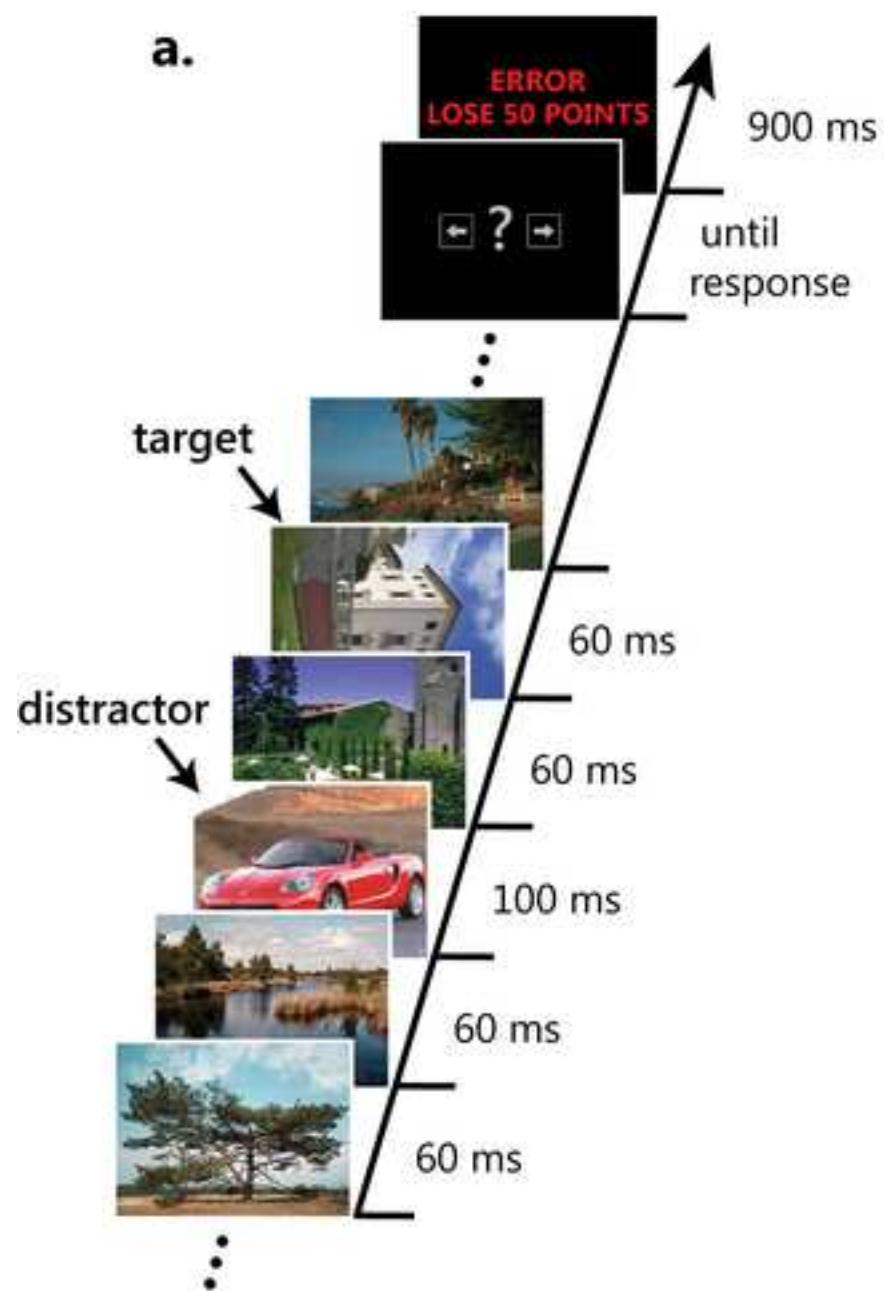 a.
ERROR
LOSE 50 POINTS
900 ms
?
until
response
target
60 ms
60 ms
distractor
100 ms
60 ms
60 ms